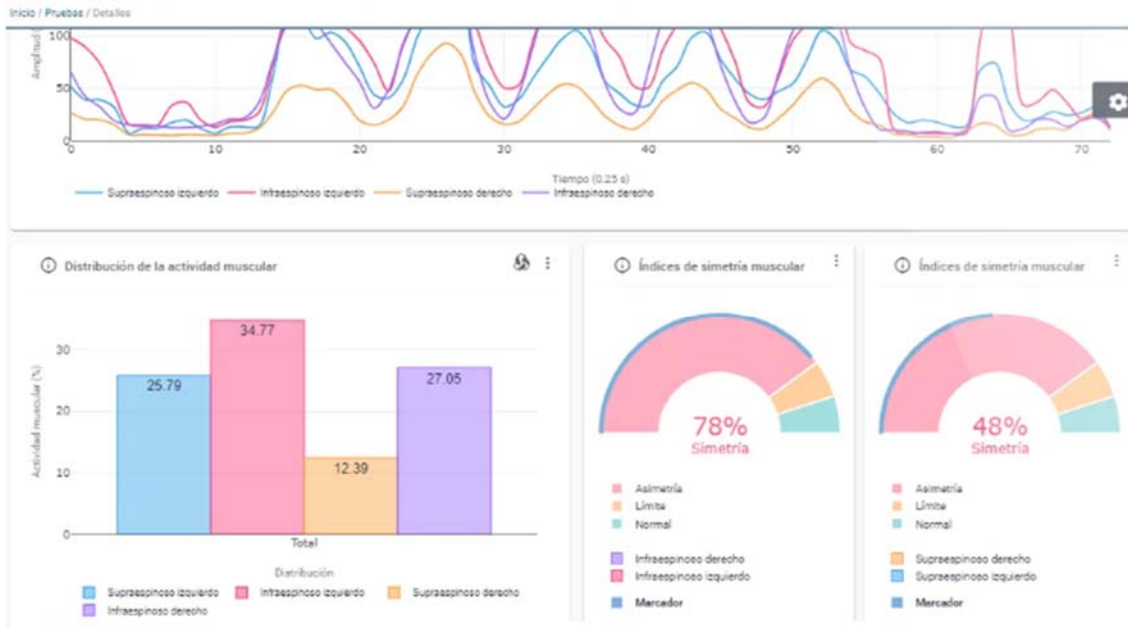 Inicio / Pruebas / Detalles
Amplitud
100
50
0
0 10 20 30 40 50 60 70
Tiempo (0.25 s)
Supraespinoso izquierdo Infraespinoso izquierdo Supraespinoso derecho Infraespinoso derecho
Distribución de la actividad muscular
Actividad muscular (%)
30
20
10
0
25.79
34.77
12.39
27.05
Total
Distribución
Supraespinoso izquierdo Infraespinoso izquierdo Supraespinoso derecho
Infraespinoso derecho
Índices de simetría muscular
78%
Simetría
Asimetría
Límite
Normal
Infraespinoso derecho
Infraespinoso izquierdo
Marcador
Índices de simetría muscular
48%
Simetría
Asimetría
Límite
Normal
Supraespinoso derecho
Supraespinoso izquierdo
Marcador